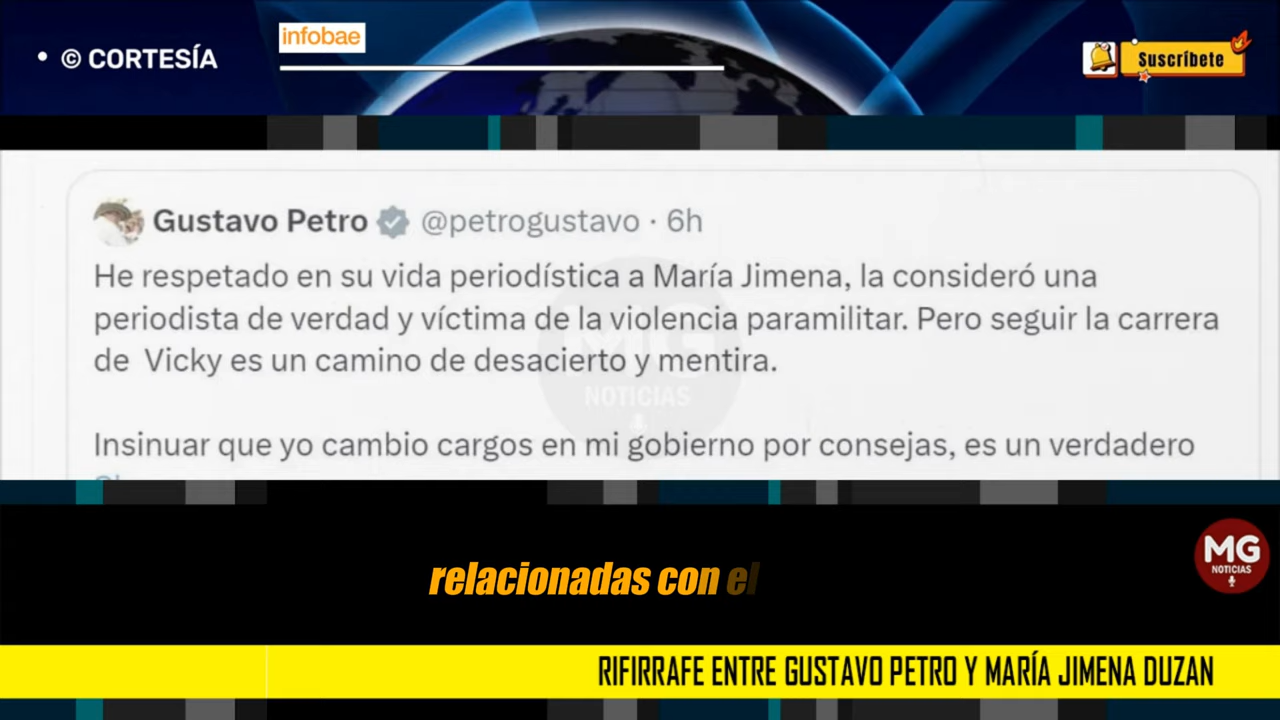 infobae
• © CORTESÍA
Suscríbete
Gustavo Petro @petrogustavo · 6h
He respetado en su vida periodística a María Jimena, la consideró una
periodista de verdad y víctima de la violencia paramilitar. Pero seguir la carrera
de Vicky es un camino de desacierto y mentira.
MG
NOTICIAS
Insinuar que yo cambio cargos en mi gobierno por consejas, es un verdadero
relacionadas con el
MG
NOTICIAS
RIFIRRAFE ENTRE GUSTAVO PETRO Y MARÍA JIMENA DUZAN